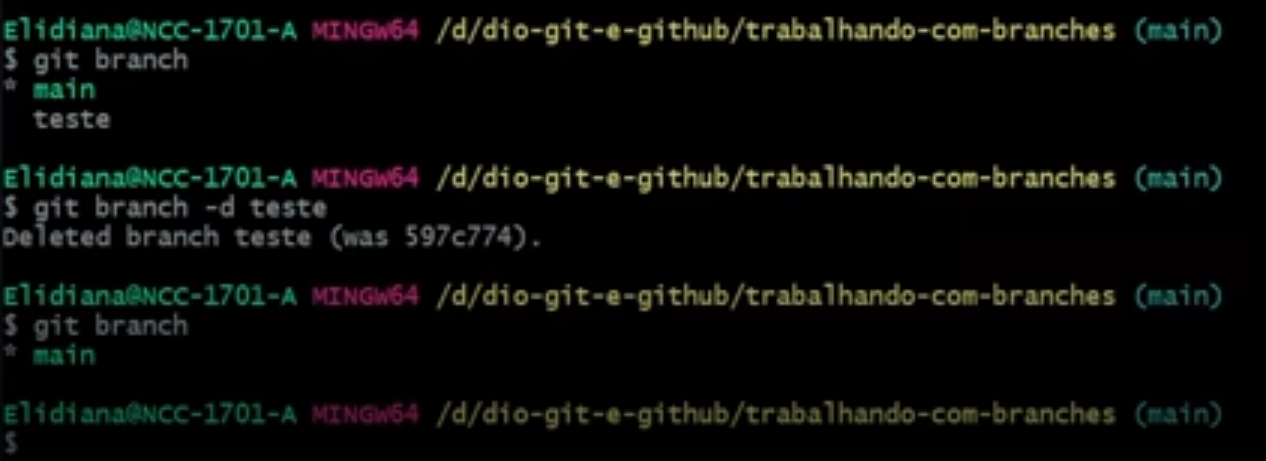 Elidiana@NCC-1701-A MINGW64 /d/dio-git-e-github/trabalhando-com-branches (main)
$ git branch
* main
  teste
Elidiana@NCC-1701-A MINGW64 /d/dio-git-e-github/trabalhando-com-branches (main)
$ git branch -d teste
Deleted branch teste (was 597c774).
Elidiana@NCC-1701-A MINGW64 /d/dio-git-e-github/trabalhando-com-branches (main)
$ git branch
* main
Elidiana@NCC-1701-A MINGW64 /d/dio-git-e-github/trabalhando-com-branches (main)
$